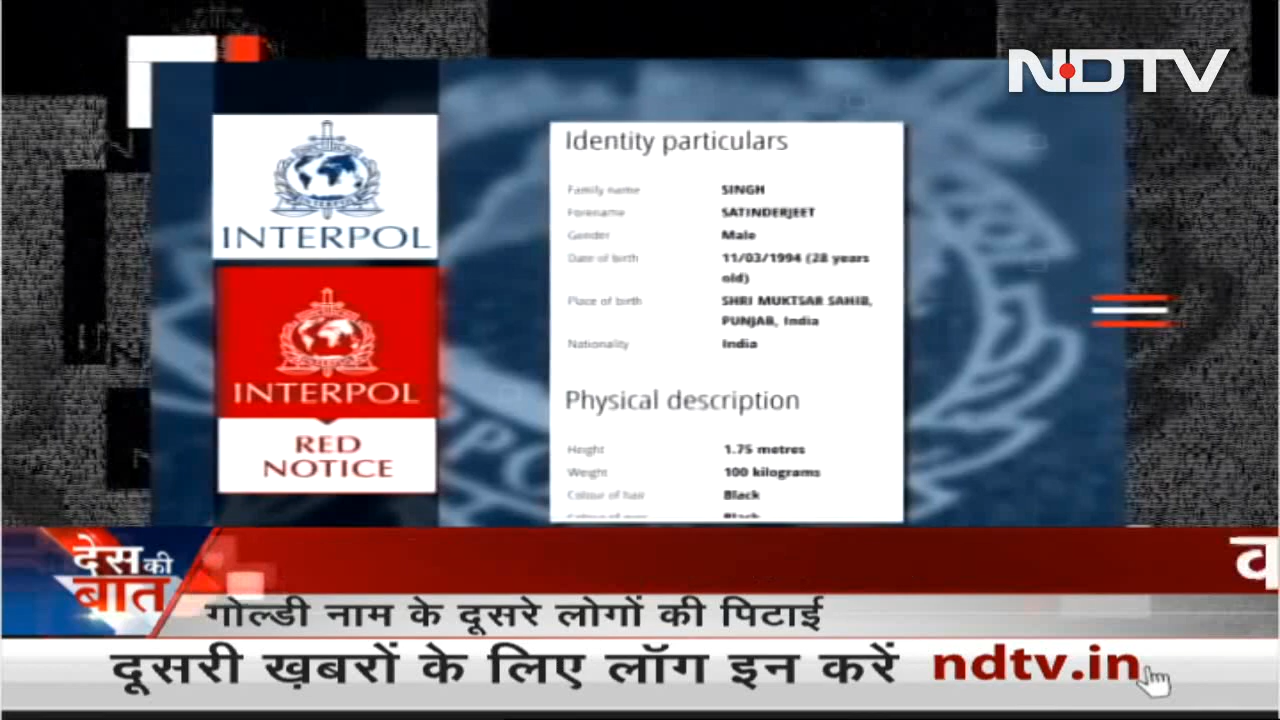 NDTV
INTERPOL
INTERPOL
RED
NOTICE
Identity particulars
Family name SINGH
Forename SATINDERJEET
Gender Male
Date of birth 11/03/1994 (28 years
old)
Place of birth SHRI MUKTSAR SAHIB,
PUNJAB, India
Nationality India
Physical description
Height 1.75 metres
Weight 100 kilograms
Colour of hair Black
देस की
बात
गोल्डी नाम के दूसरे लोगों की पिटाई
दूसरी ख़बरों के लिए लॉग इन करें ndtv.in